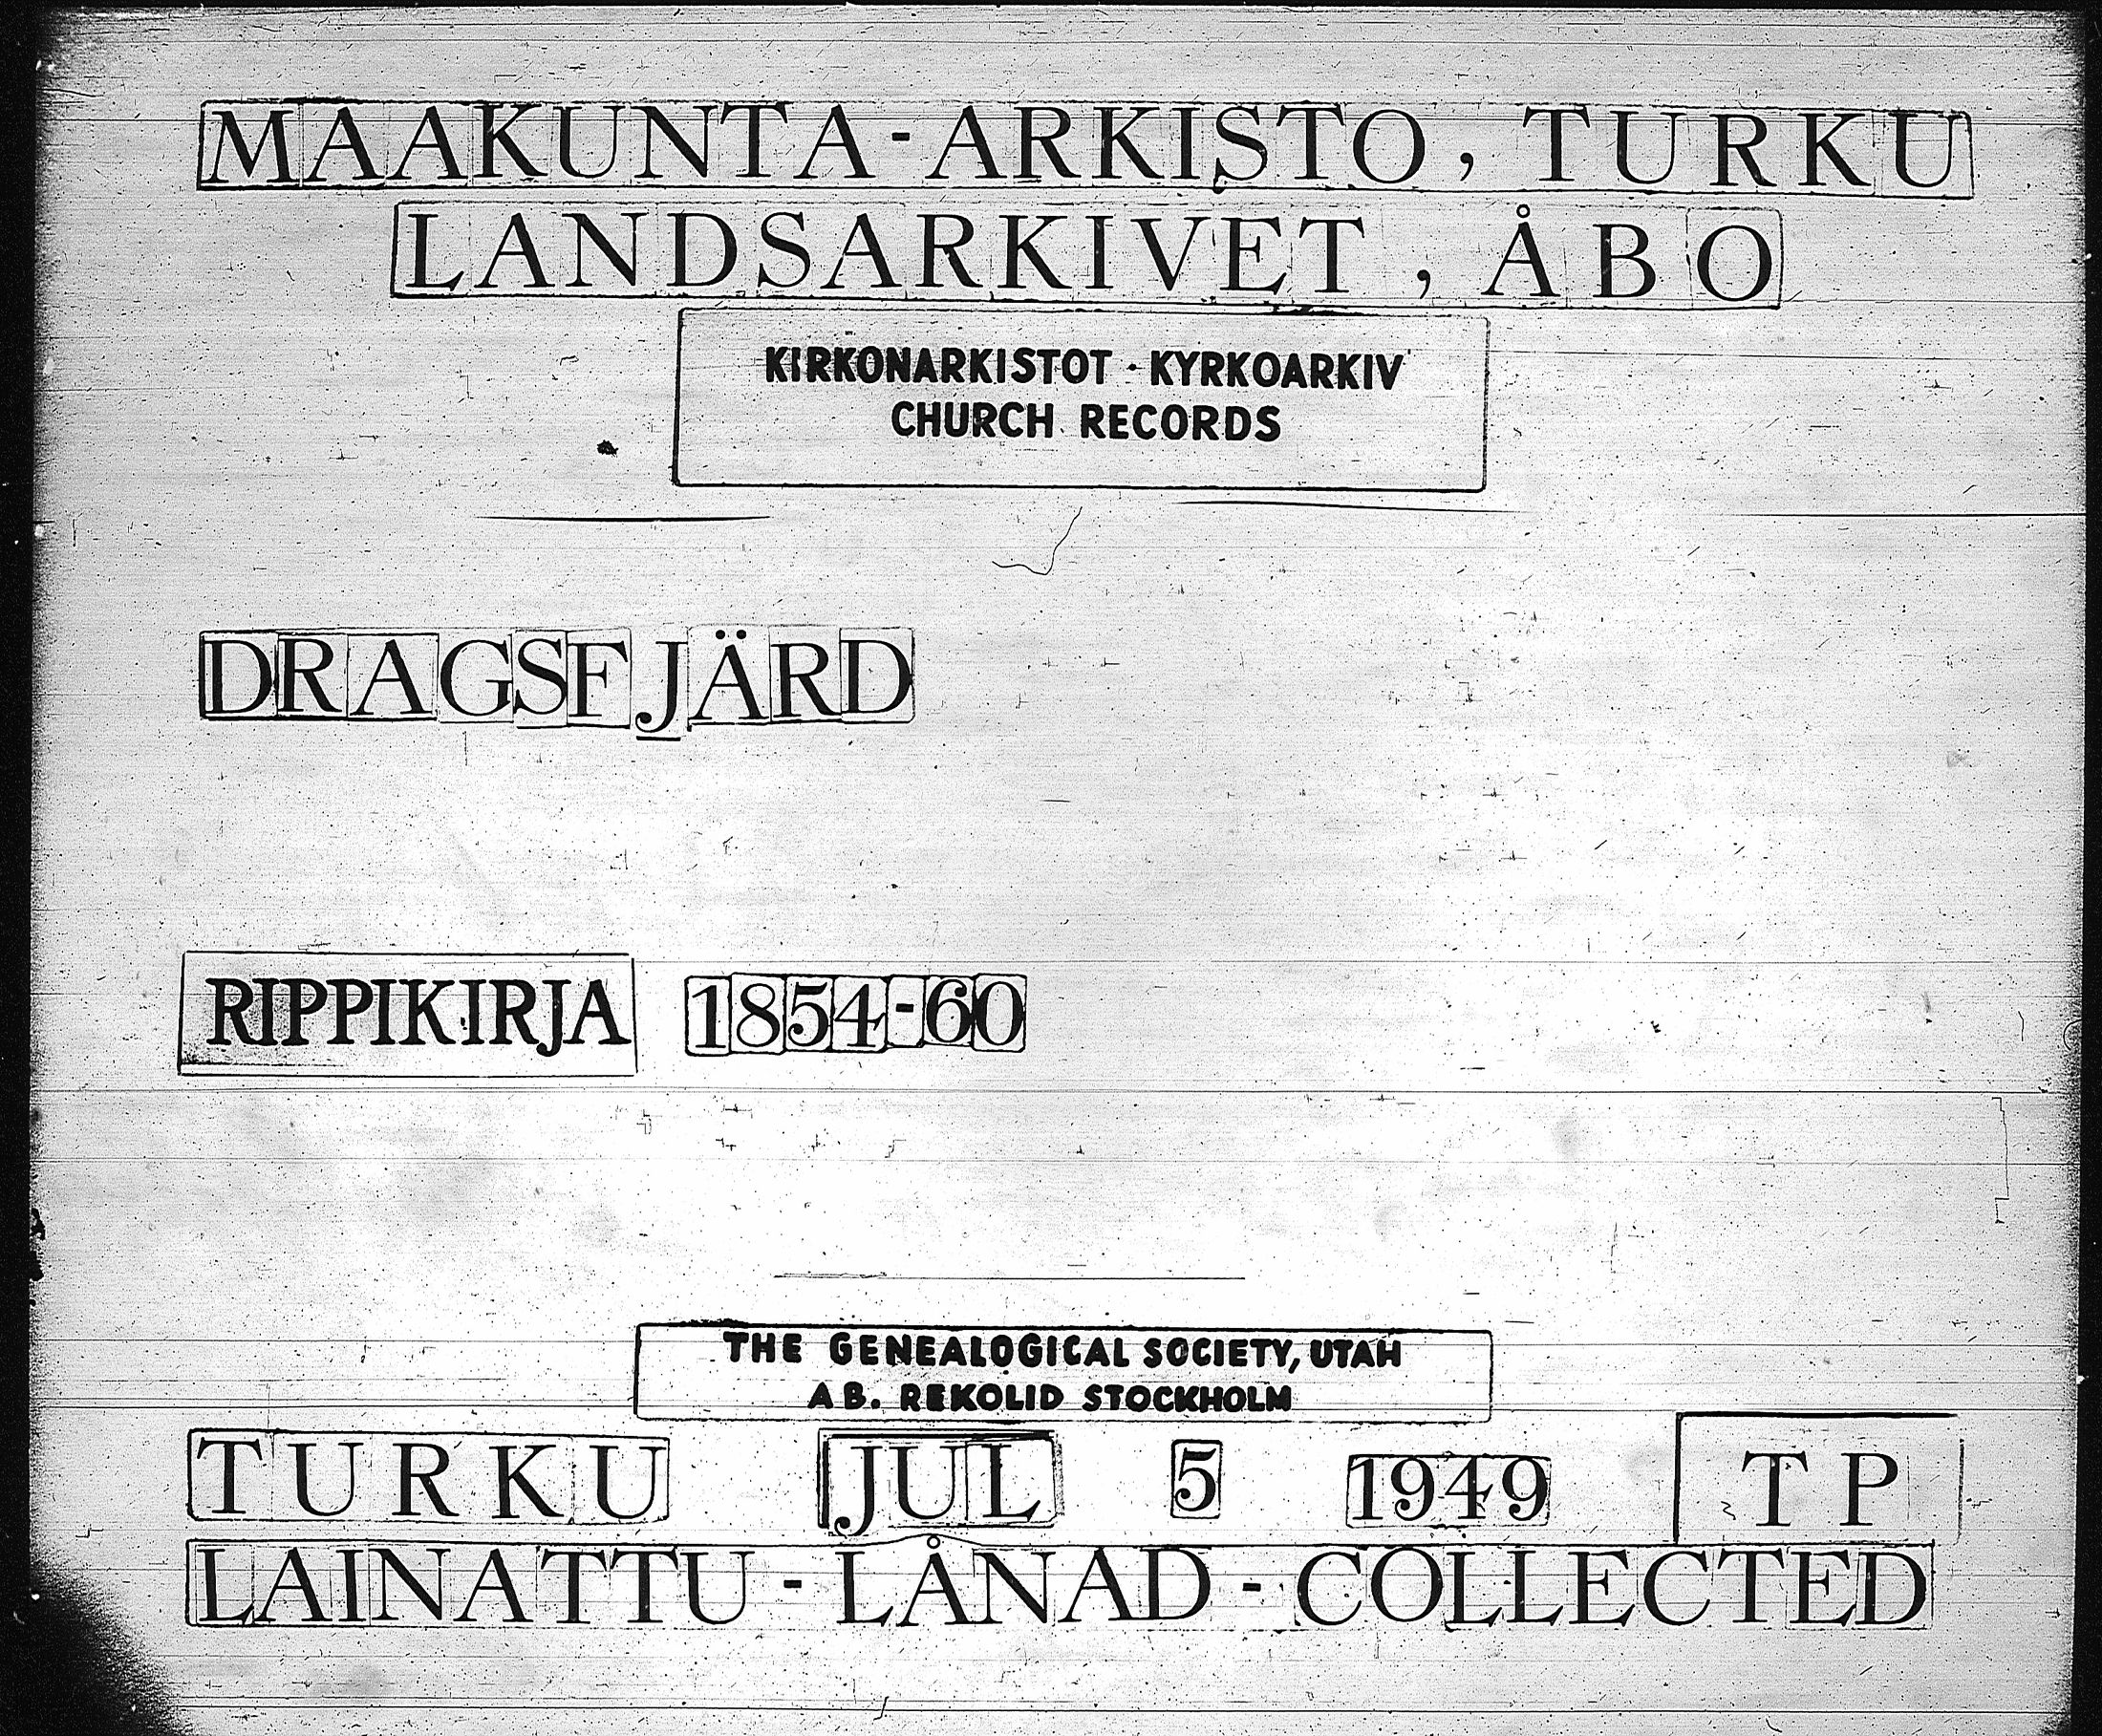 MAAKUNTA-ARKISTO, TURKU
LANDSARKIVET, ÅBO
KIRKONARKISTOT · KYRKOARKIV
CHURCH RECORDS
DRAGSFJÄRD
RIPPIKIRJA 1854-60
THE GENEALOGICAL SOCIETY, UTAH
AB. REKOLID STOCKHOLM
TURKU JUL 5 1949 TP
LAINATTU - LÅNAD - COLLECTED